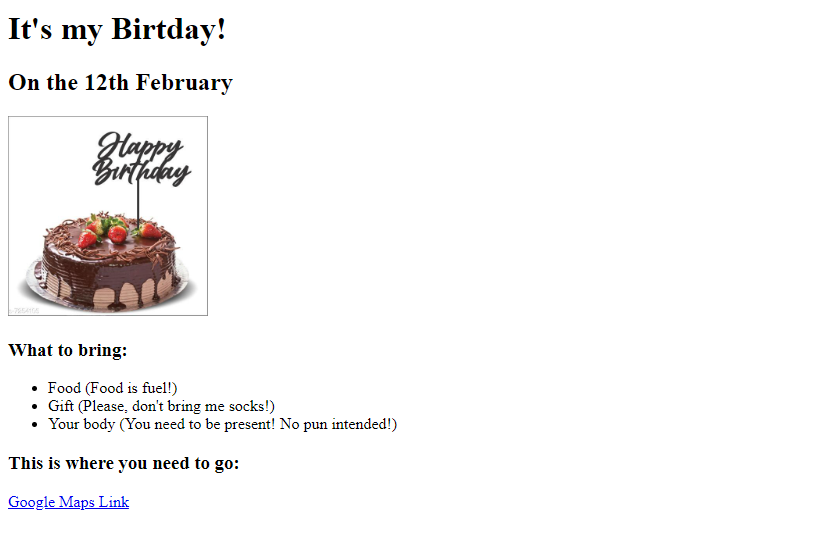 It's my Birtday!
On the 12th February
Happy
Birthday
What to bring:
Food (Food is fuel!)
Gift (Please, don't bring me socks!)
Your body (You need to be present! No pun intended!)
This is where you need to go:
Google Maps Link